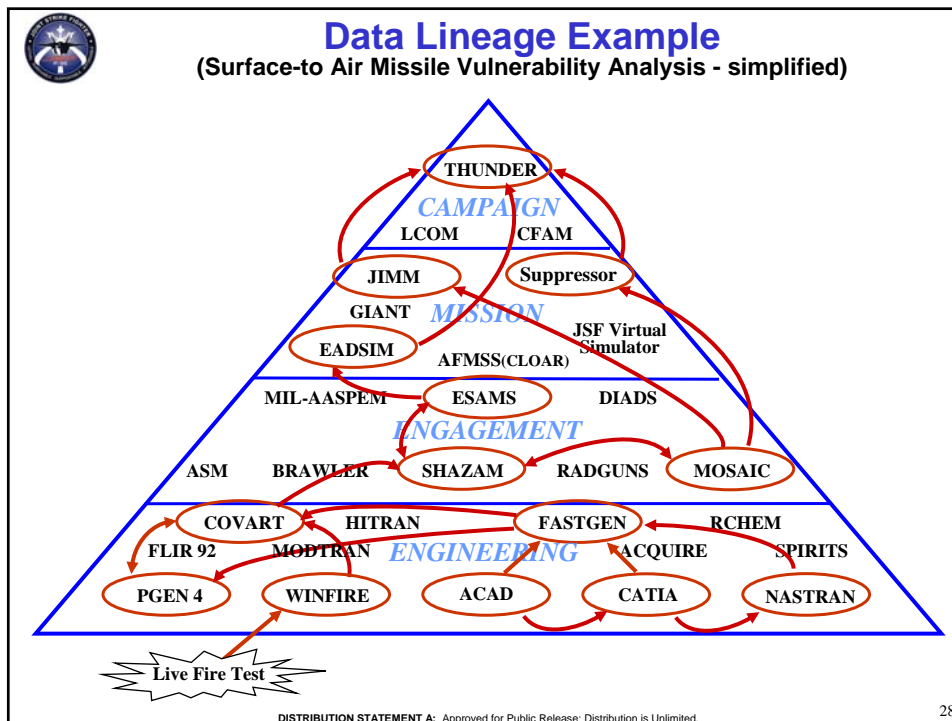 Data Lineage Example
(Surface-to Air Missile Vulnerability Analysis - simplified)
JOINT STRIKE FIGHTER
THUNDER
CAMPAIGN
LCOM CFAM
JIMM Suppressor
GIANT MISSION
JSF Virtual
Simulator
EADSIM
AFMSS(CLOAR)
MIL-AASPEM ESAMS DIADS
ENGAGEMENT
ASM BRAWLER SHAZAM RADGUNS MOSAIC
COVART HITRAN FASTGEN RCHEM
FLIR 92 MODTRAN ENGINEERING ACQUIRE SPIRITS
PGEN 4 WINFIRE ACAD CATIA NASTRAN
Live Fire Test
DISTRIBUTION STATEMENT A: Approved for Public Release; Distribution is Unlimited.
28